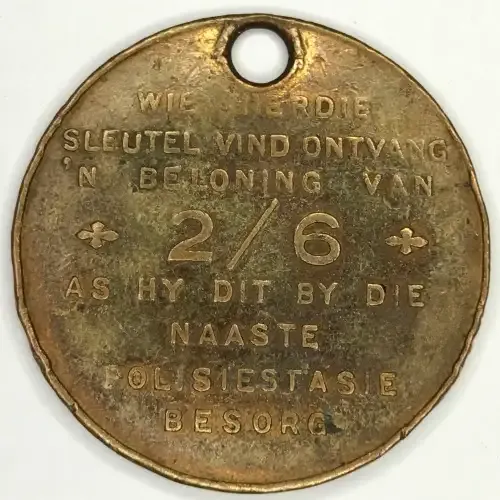 WIE HIERDIE
SLEUTEL VIND ONTVANG
'N BELONING VAN
2/6
AS HY DIT BY DIE
NAASTE
POLISIESTASIE
BESORG